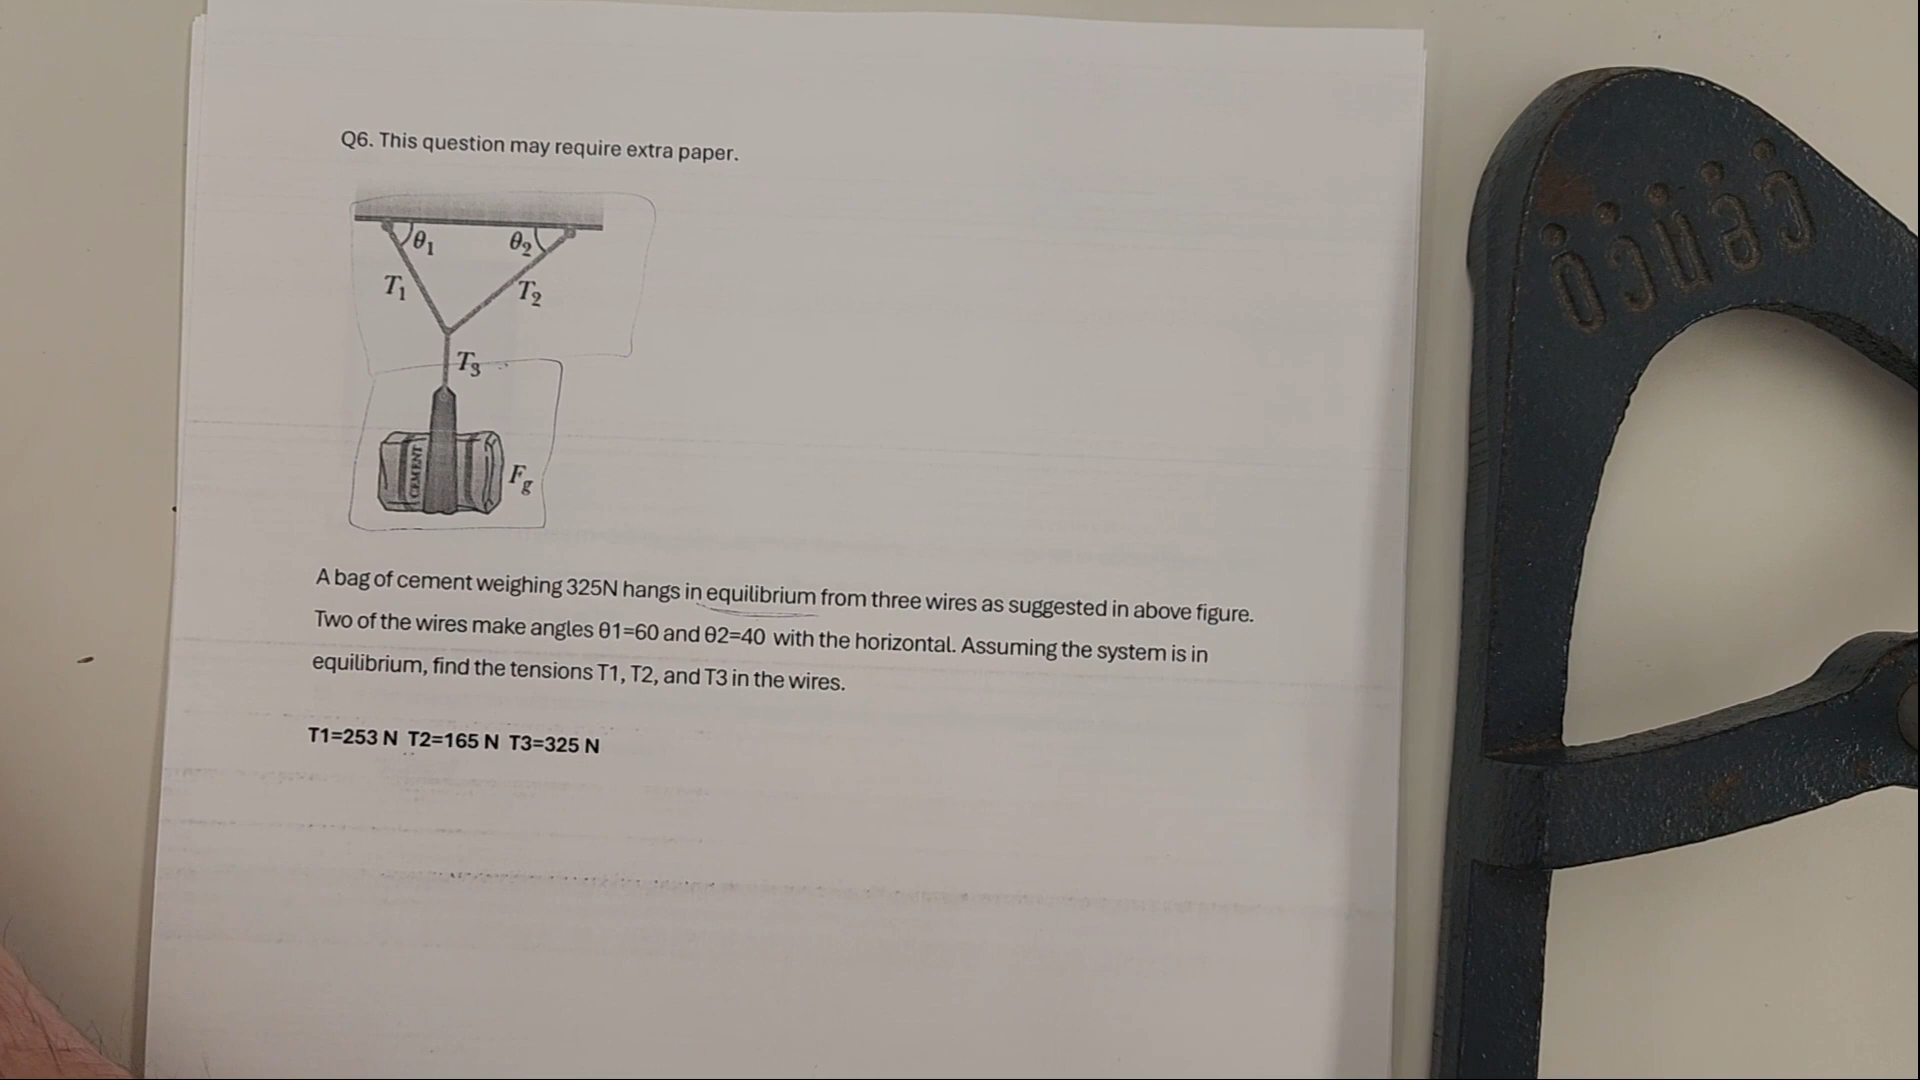 Q6. This question may require extra paper.
θ1
θ2
T1
T2
T3
CEMENT
Fg
A bag of cement weighing 325N hangs in equilibrium from three wires as suggested in above figure.
Two of the wires make angles θ1=60 and θ2=40 with the horizontal. Assuming the system is in
equilibrium, find the tensions T1, T2, and T3 in the wires.
T1=253 N T2=165 N T3=325 N